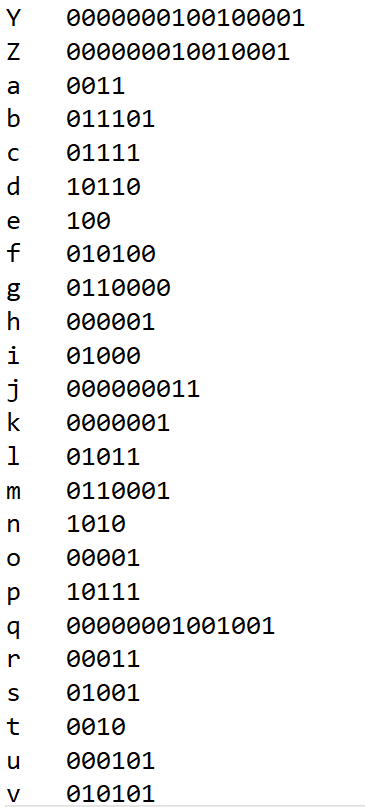 Y 0000000100100001
Z 000000010010001
a 0011
b 011101
c 01111
d 10110
e 100
f 010100
g 0110000
h 000001
i 01000
j 000000011
k 0000001
l 01011
m 0110001
n 1010
o 00001
p 10111
q 00000001001001
r 00011
s 01001
t 0010
u 000101
v 010101